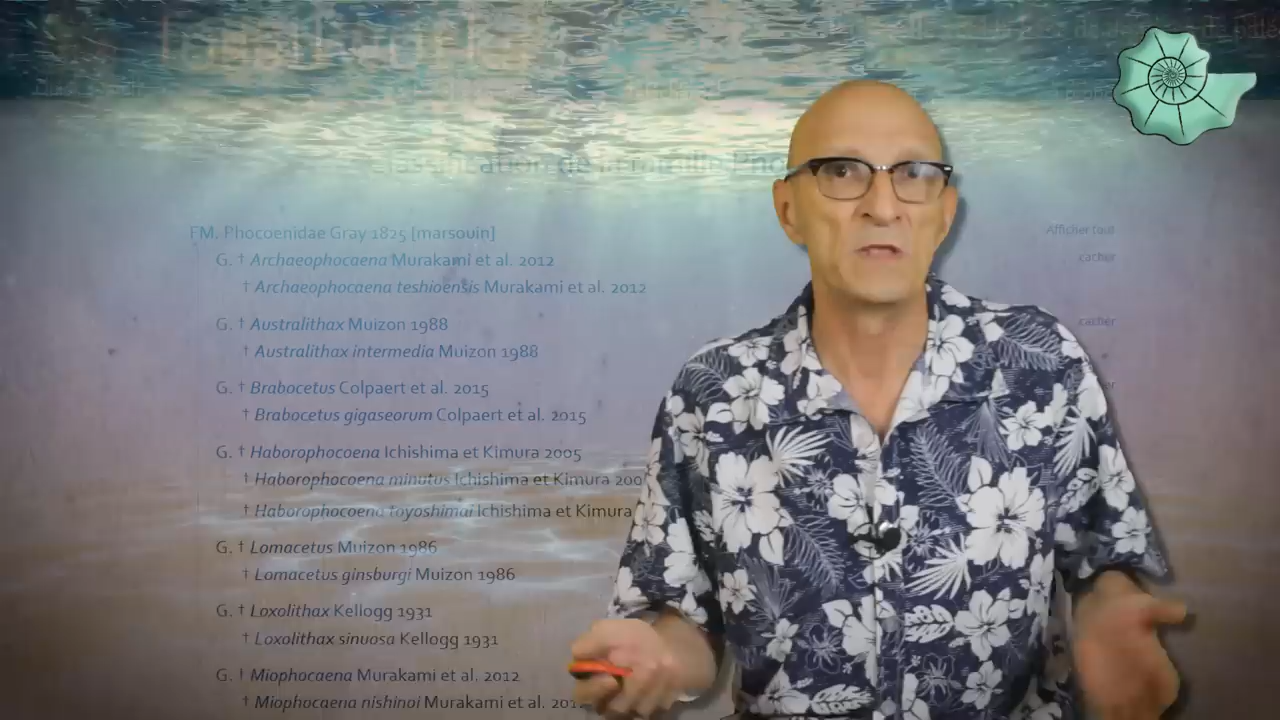 classification de la famille
FM. Phocoenidae Gray 1825 [marsouin]
Afficher tout
G. † Archaeophocaena Murakami et al. 2012
cacher
† Archaeophocaena teshioensis Murakami et al. 2012
G. † Australithax Muizon 1988
cacher
† Australithax intermedia Muizon 1988
G. † Brabocetus Colpaert et al. 2015
† Brabocetus gigaseorum Colpaert et al. 2015
G. † Haborophocoena Ichishima et Kimura 2005
† Haborophocoena minutus Ichishima et Kimura
† Haborophocoena toyoshimai Ichishima et Kimura
G. † Lomacetus Muizon 1986
† Lomacetus ginsburgi Muizon 1986
G. † Loxolithax Kellogg 1931
† Loxolithax sinuosa Kellogg 1931
G. † Miophocaena Murakami et al. 2012
† Miophocaena nishinoi Murakami et al.